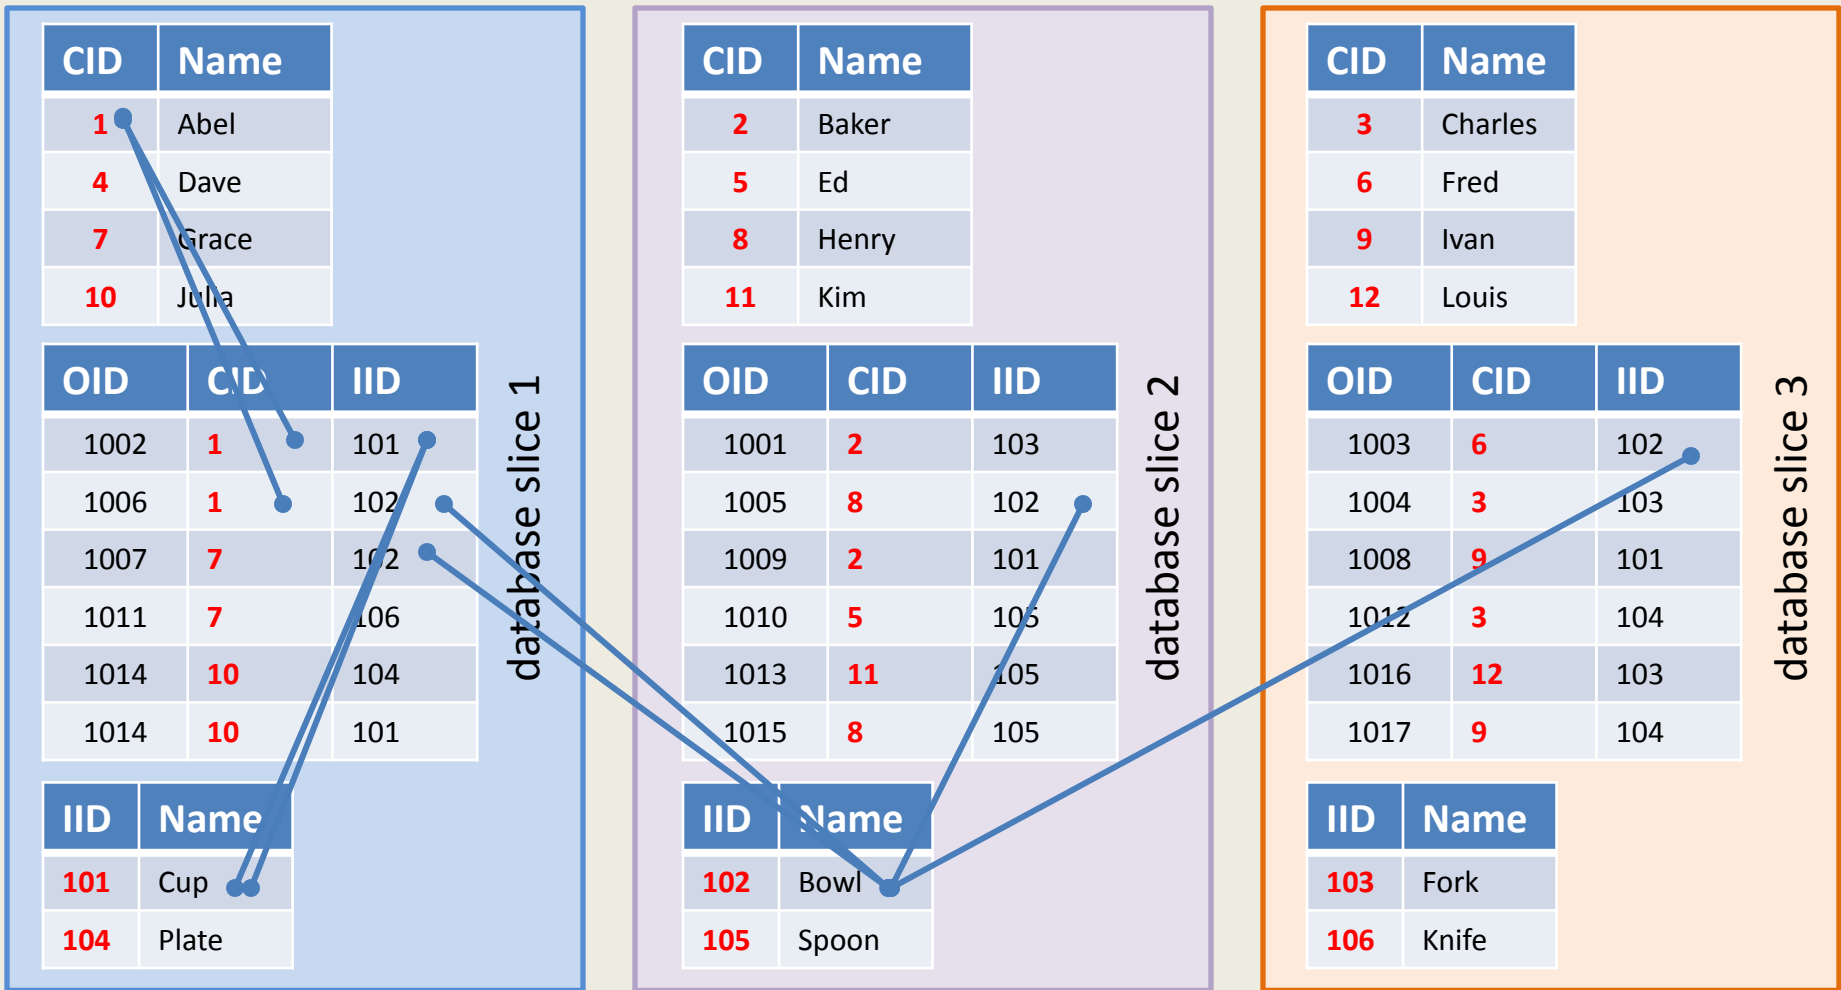 CID Name
1 Abel
4 Dave
7 Grace
10 Julia
OID CID IID
1002 1 101
1006 1 102
1007 7 102
1011 7 106
1014 10 104
1014 10 101
IID Name
101 Cup
104 Plate
database slice 1
CID Name
2 Baker
5 Ed
8 Henry
11 Kim
OID CID IID
1001 2 103
1005 8 102
1009 2 101
1010 5 105
1013 11 105
1015 8 105
IID Name
102 Bowl
105 Spoon
database slice 2
CID Name
3 Charles
6 Fred
9 Ivan
12 Louis
OID CID IID
1003 6 102
1004 3 103
1008 9 101
1012 3 104
1016 12 103
1017 9 104
IID Name
103 Fork
106 Knife
database slice 3